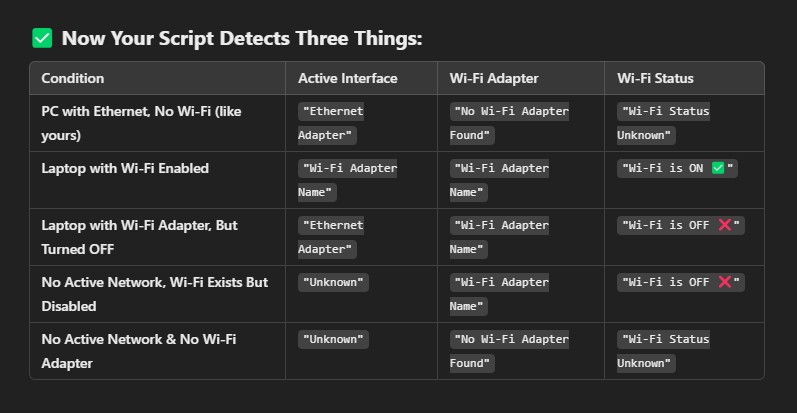 ✅ Now Your Script Detects Three Things:
Condition Active Interface Wi-Fi Adapter Wi-Fi Status
PC with Ethernet, No Wi-Fi (like "Ethernet "No Wi-Fi Adapter "Wi-Fi Status
yours) Adapter" Found" Unknown"
Laptop with Wi-Fi Enabled "Wi-Fi Adapter "Wi-Fi Adapter "Wi-Fi is ON ✅"
Name" Name"
Laptop with Wi-Fi Adapter, But "Ethernet "Wi-Fi Adapter "Wi-Fi is OFF ❌"
Turned OFF Adapter" Name"
No Active Network, Wi-Fi Exists But "Unknown" "Wi-Fi Adapter "Wi-Fi is OFF ❌"
Disabled Name"
No Active Network & No Wi-Fi "Unknown" "No Wi-Fi Adapter "Wi-Fi Status
Adapter Found" Unknown"